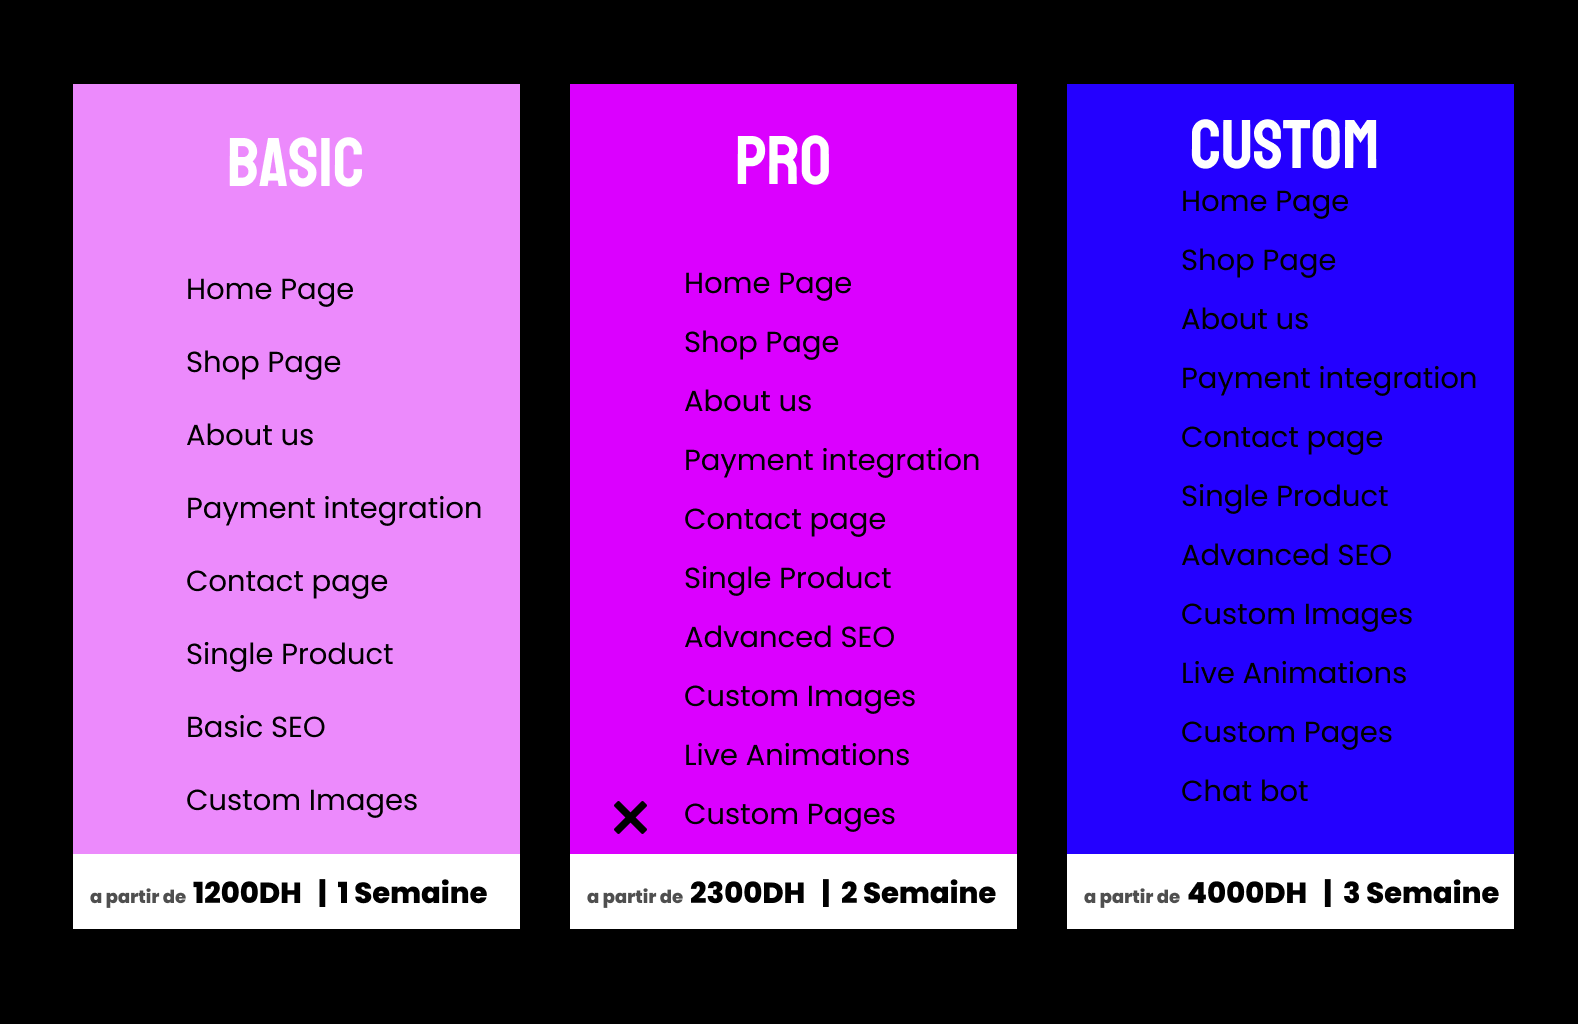 BASIC
Home Page
Shop Page
About us
Payment integration
Contact page
Single Product
Basic SEO
Custom Images
a partir de 1200DH | 1 Semaine
PRO
Home Page
Shop Page
About us
Payment integration
Contact page
Single Product
Advanced SEO
Custom Images
Live Animations
Custom Pages
a partir de 2300DH | 2 Semaine
CUSTOM
Home Page
Shop Page
About us
Payment integration
Contact page
Single Product
Advanced SEO
Custom Images
Live Animations
Custom Pages
Chat bot
a partir de 4000DH | 3 Semaine